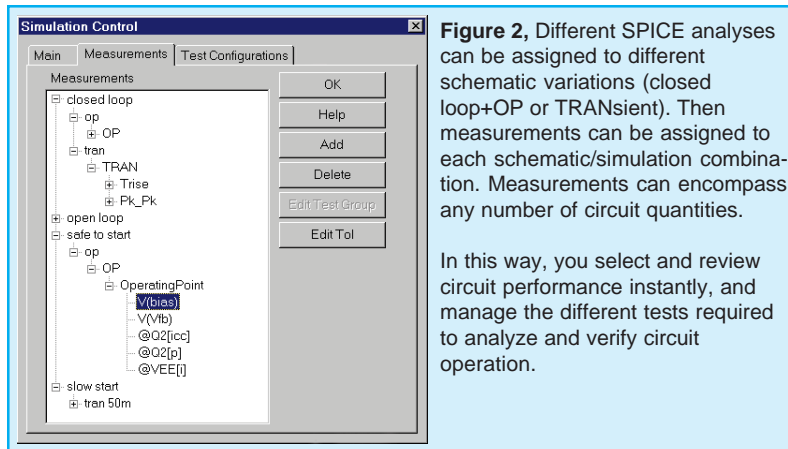 Simulation Control
Main
Measurements
Test Configurations
Measurements
closed loop
op
OP
tran
TRAN
Trise
Pk_Pk
open loop
safe to start
op
OP
OperatingPoint
V(bias)
V(Vfb)
@Q2[icc]
@Q2[p]
@VEE[i]
slow start
tran 50m
OK
Help
Add
Delete
Edit Test Group
Edit Tol
Figure 2, Different SPICE analyses
can be assigned to different
schematic variations (closed
loop+OP or TRANsient). Then
measurements can be assigned to
each schematic/simulation combina-
tion. Measurements can encompass
any number of circuit quantities.
In this way, you select and review
circuit performance instantly, and
manage the different tests required
to analyze and verify circuit
operation.